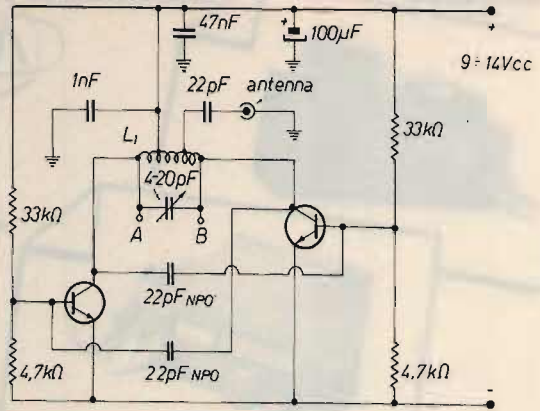 47nF
+
100µF
+
9÷14Vcc
1nF
22pF
antenna
33kΩ
L1
4-20pF
33kΩ
A
B
22pF NPO
22pF NPO
4,7kΩ
4,7kΩ
-